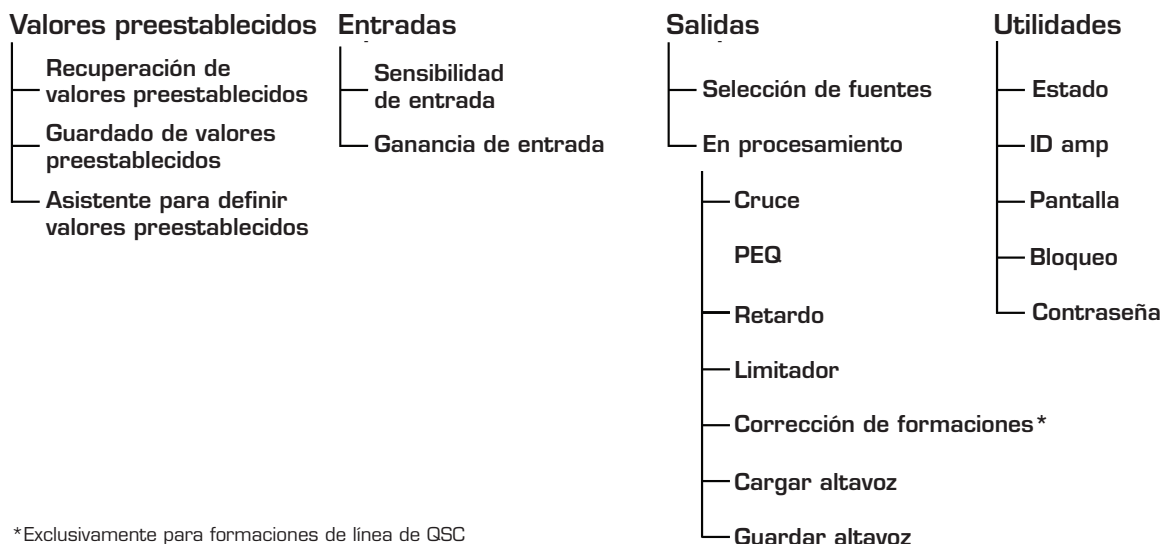 Valores preestablecidos
Recuperación de
valores preestablecidos
Guardado de valores
preestablecidos
Asistente para definir
valores preestablecidos
Entradas
Sensibilidad
de entrada
Ganancia de entrada
Salidas
Selección de fuentes
En procesamiento
Cruce
PEQ
Retardo
Limitador
Corrección de formaciones*
Cargar altavoz
Guardar altavoz
Utilidades
Estado
ID amp
Pantalla
Bloqueo
Contraseña
*Exclusivamente para formaciones de línea de QSC